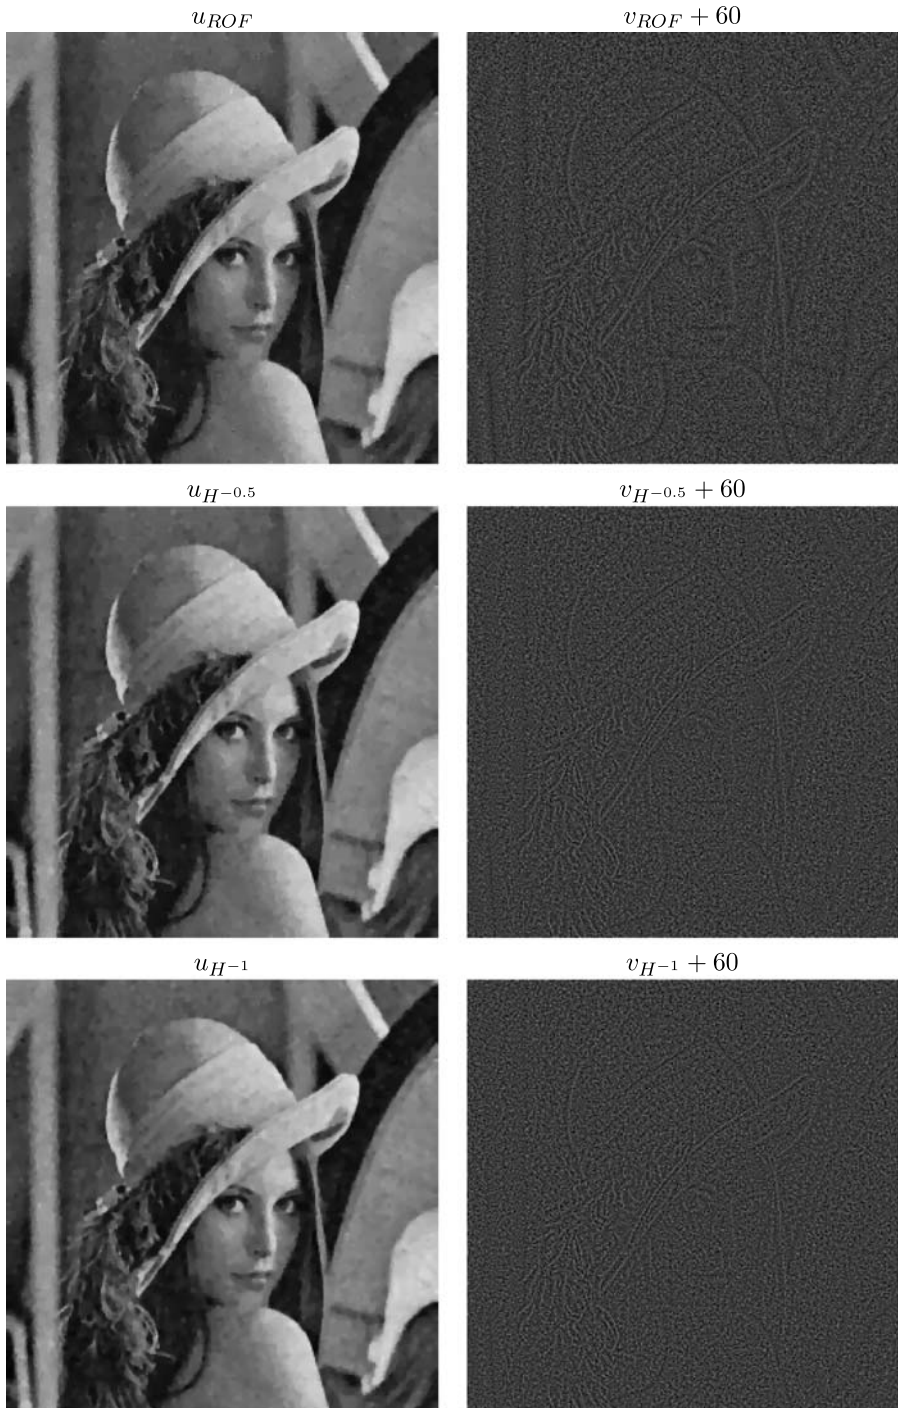 u_{ROF}
v_{ROF} + 60
u_{H^{-0.5}}
v_{H^{-0.5}} + 60
u_{H^{-1}}
v_{H^{-1}} + 60